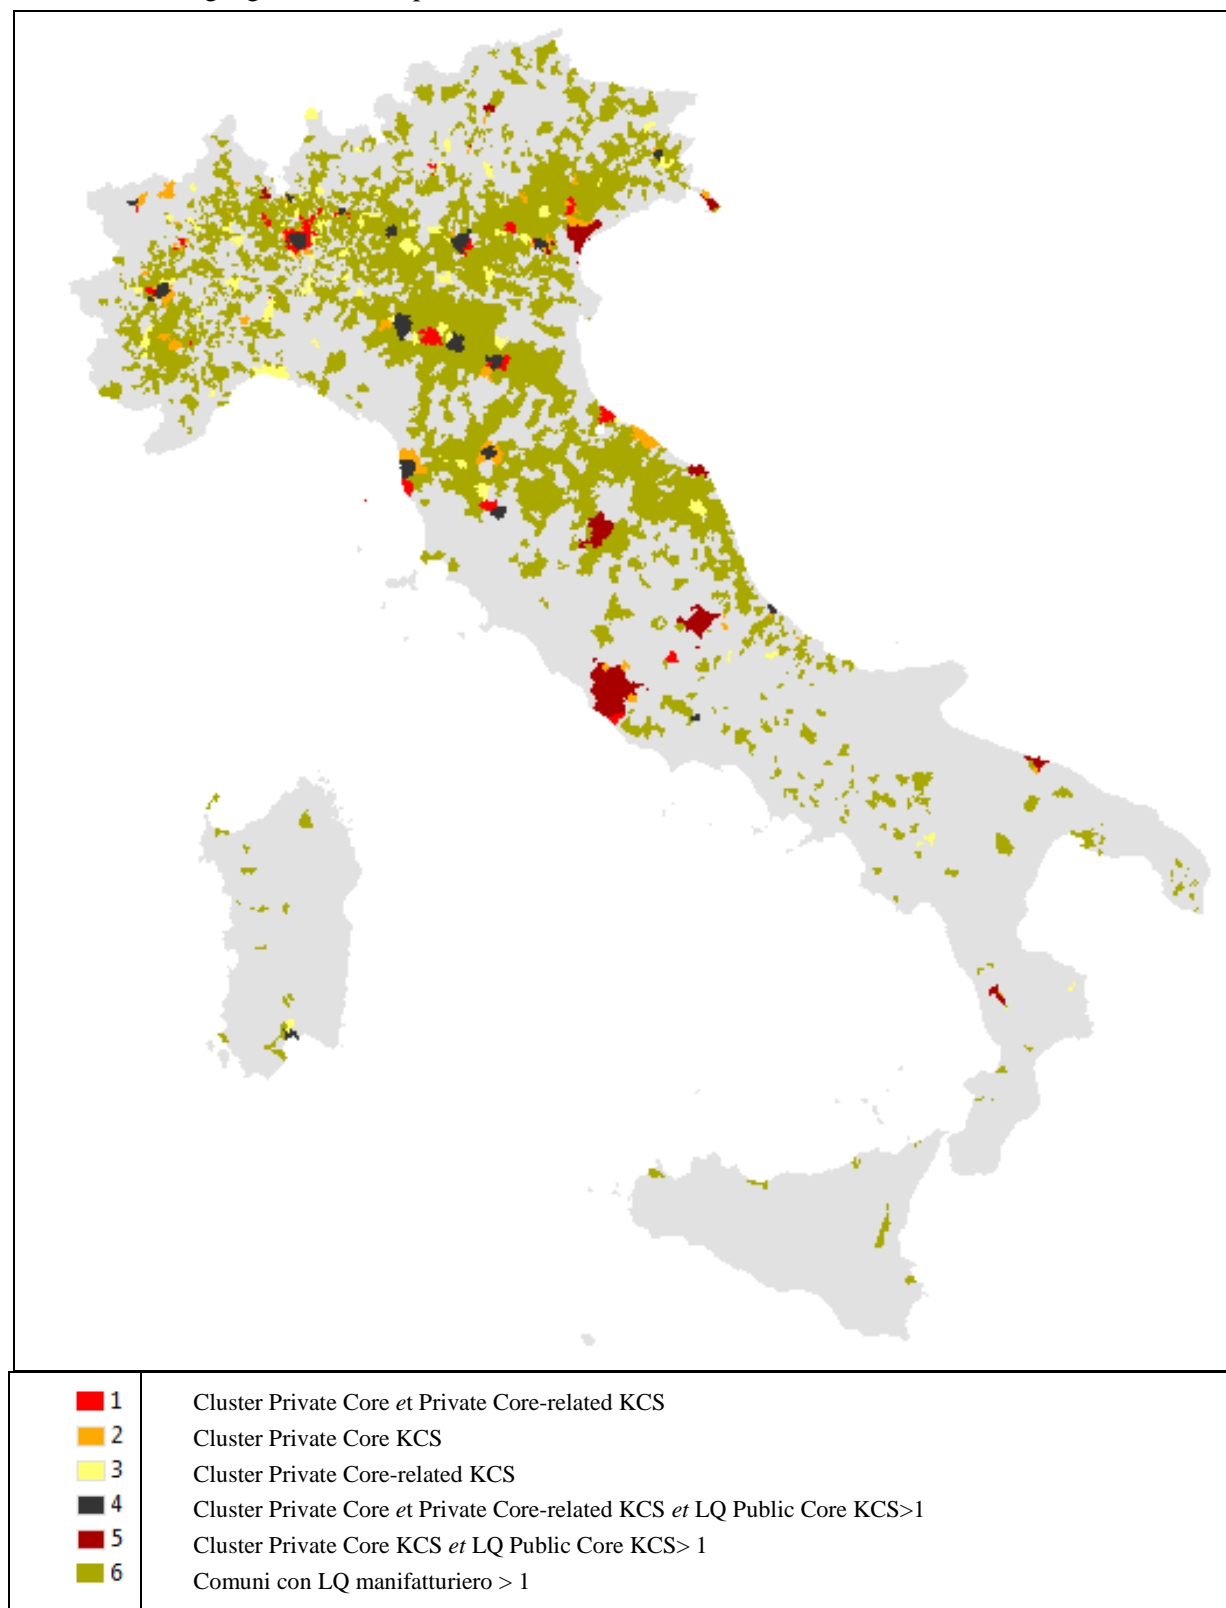 1 Cluster Private Core et Private Core-related KCS
2 Cluster Private Core KCS
3 Cluster Private Core-related KCS
4 Cluster Private Core et Private Core-related KCS et LQ Public Core KCS>1
5 Cluster Private Core KCS et LQ Public Core KCS> 1
6 Comuni con LQ manifatturiero > 1